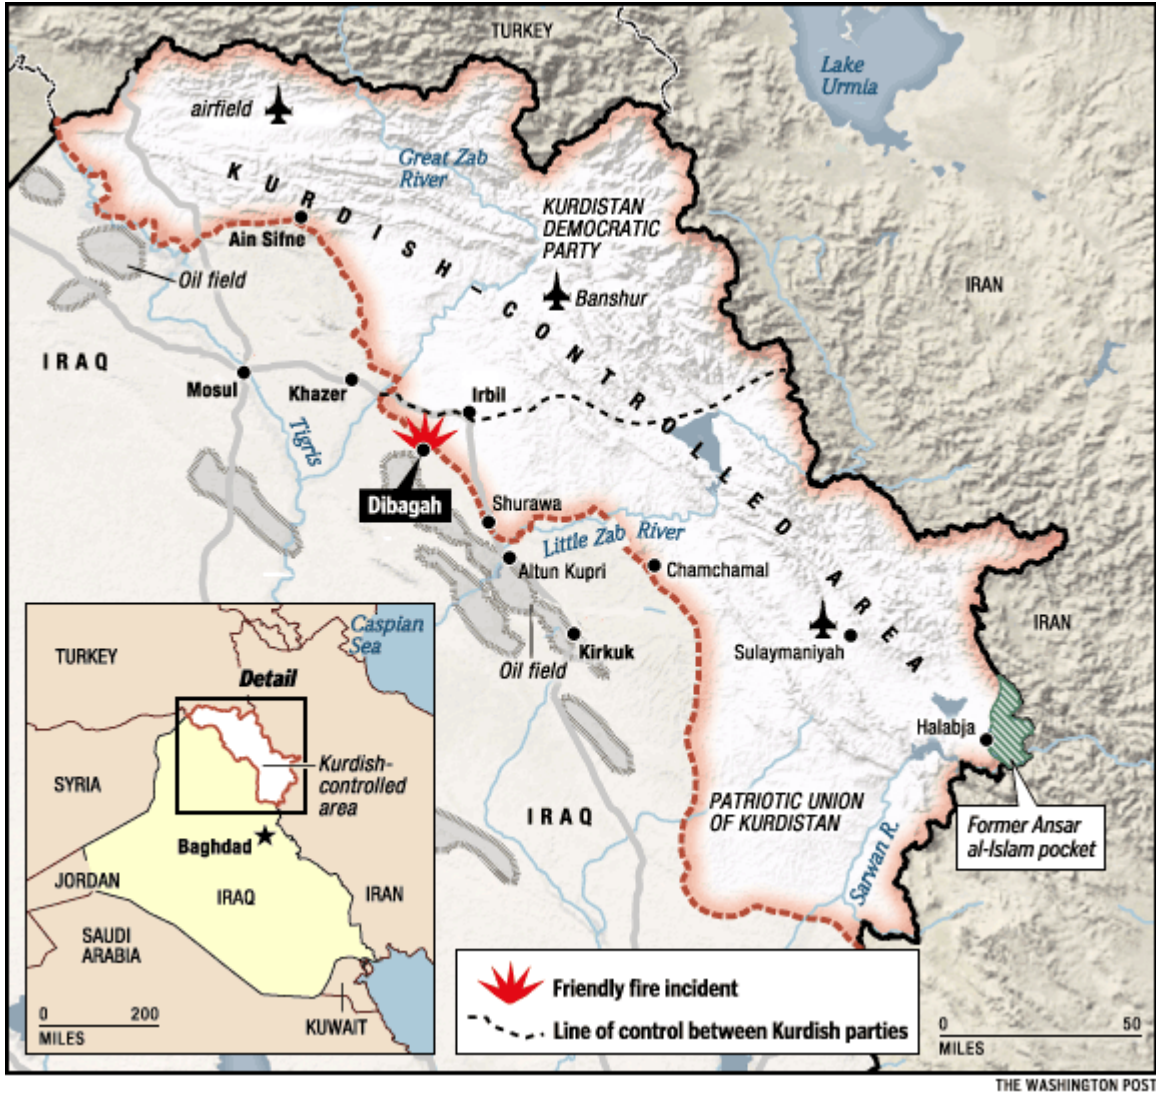 TURKEY
Lake
Urmia
airfield
Great Zab
River
KURDISH-CONTROLLED AREA
KURDISTAN
DEMOCRATIC
PARTY
Ain Sifne
Oil field
IRAN
Banshur
IRAQ
Mosul
Khazer
Irbil
Tigris
Dibagah
Shurawa
Little Zab River
Altun Kupri
Chamchamal
Kirkuk
Oil field
Sulaymaniyah
IRAN
Halabja
IRAQ
PATRIOTIC UNION
OF KURDISTAN
Sarwan R.
Former Ansar
al-Islam pocket
TURKEY
Caspian
Sea
Detail
SYRIA
Kurdish-
controlled
area
Baghdad
JORDAN
IRAQ
IRAN
SAUDI
ARABIA
KUWAIT
0 200
MILES
Friendly fire incident
Line of control between Kurdish parties
0 50
MILES
THE WASHINGTON POST